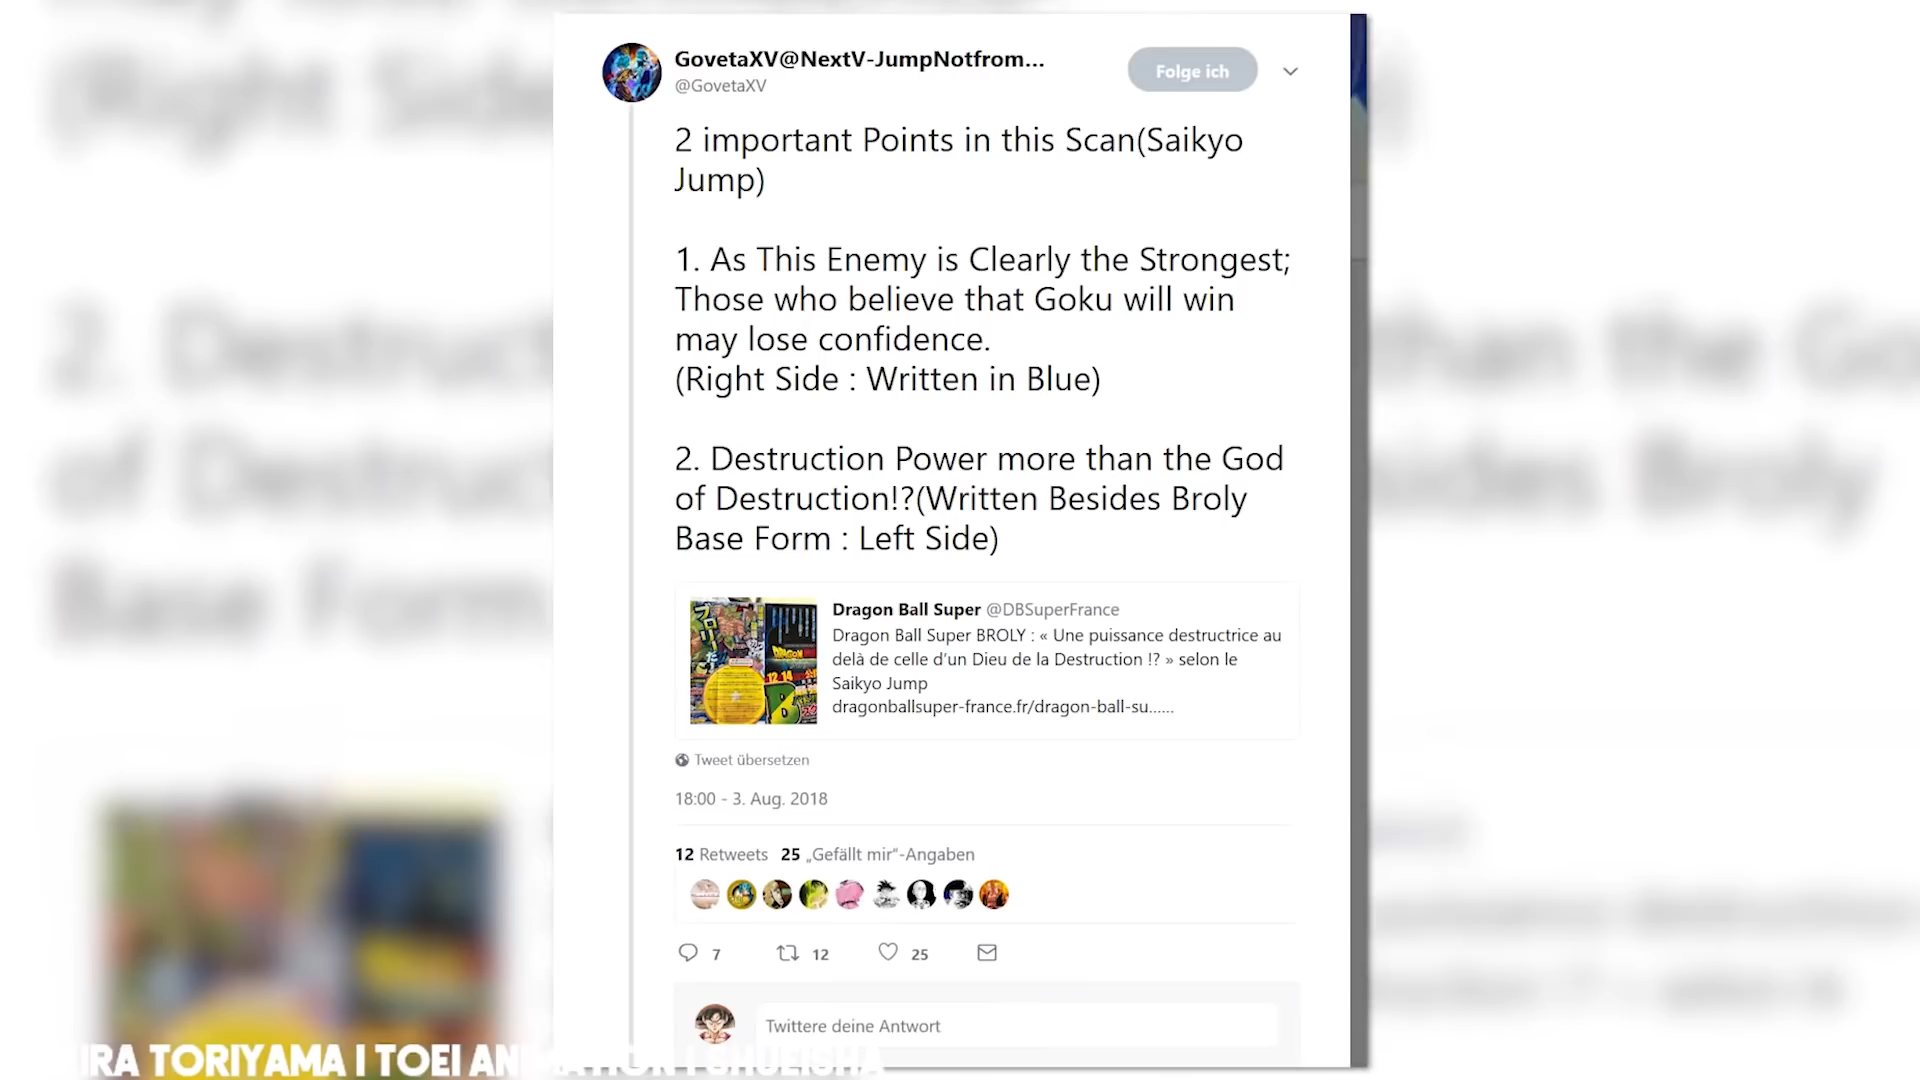 GovetaXV@NextV-JumpNotfrom...
@GovetaXV
Folge ich
2 important Points in this Scan(Saikyo
Jump)
1. As This Enemy is Clearly the Strongest;
Those who believe that Goku will win
may lose confidence.
(Right Side : Written in Blue)
2. Destruction Power more than the God
of Destruction!?(Written Besides Broly
Base Form : Left Side)
Dragon Ball Super @DBSuperFrance
Dragon Ball Super BROLY : « Une puissance destructrice au
delà de celle d'un Dieu de la Destruction !? » selon le
Saikyo Jump
dragonballsuper-france.fr/dragon-ball-su......
Tweet übersetzen
18:00 - 3. Aug. 2018
12 Retweets 25 „Gefällt mir“-Angaben
7 12 25
Twittere deine Antwort
IRA TORIYAMA I TOEI ANIMATION I SHUEISHA